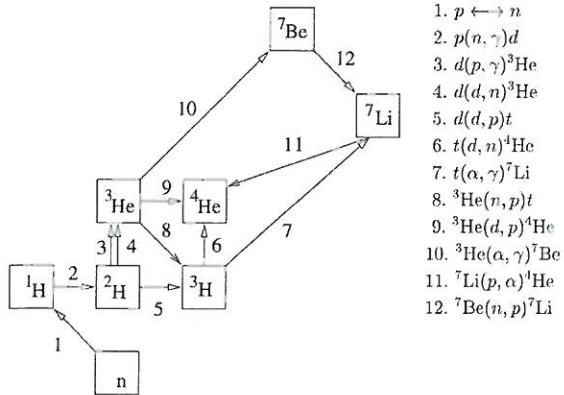 ⁷Be
12
⁷Li
10
11
³He
9
⁴He
8
7
3
4
6
¹H
2
²H
5
³H
1
n
1. p ⟷ n
2. p(n, γ)d
3. d(p, γ)³He
4. d(d, n)³He
5. d(d, p)t
6. t(d, n)⁴He
7. t(α, γ)⁷Li
8. ³He(n, p)t
9. ³He(d, p)⁴He
10. ³He(α, γ)⁷Be
11. ⁷Li(p, α)⁴He
12. ⁷Be(n, p)⁷Li